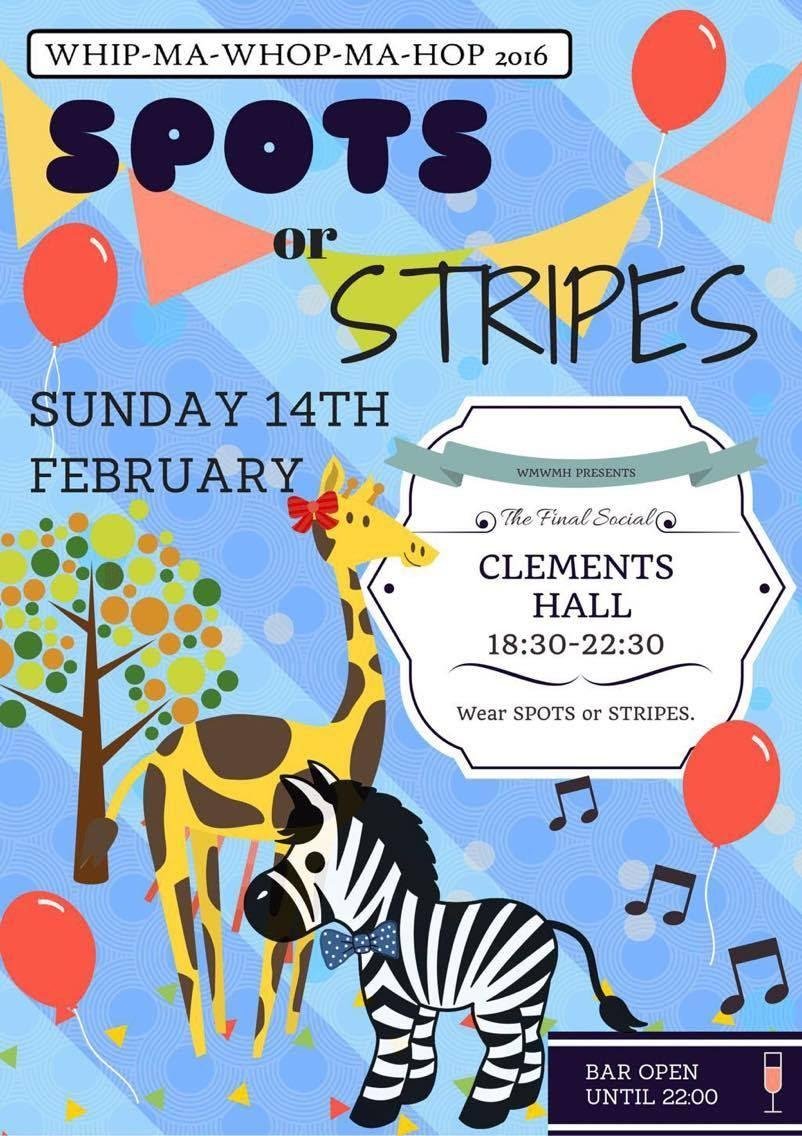 WHIP-MA-WHOP-MA-HOP 2016
SPOTS
or
STRIPES
SUNDAY 14TH
FEBRUARY
WMWMH PRESENTS
The Final Social
CLEMENTS
HALL
18:30-22:30
Wear SPOTS or STRIPES.
BAR OPEN
UNTIL 22:00